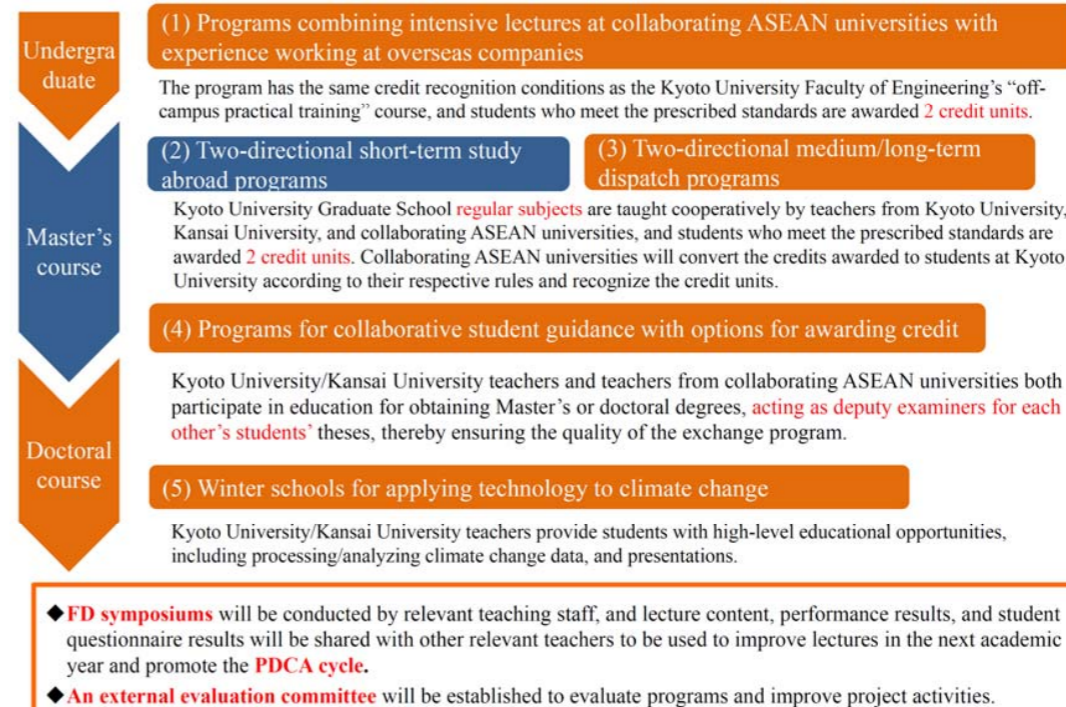 Undergra
duate
(1) Programs combining intensive lectures at collaborating ASEAN universities with
experience working at overseas companies
The program has the same credit recognition conditions as the Kyoto University Faculty of Engineering's “off-
campus practical training” course, and students who meet the prescribed standards are awarded 2 credit units.
Master's
course
(2) Two-directional short-term study
abroad programs
(3) Two-directional medium/long-term
dispatch programs
Kyoto University Graduate School regular subjects are taught cooperatively by teachers from Kyoto University,
Kansai University, and collaborating ASEAN universities, and students who meet the prescribed standards are
awarded 2 credit units. Collaborating ASEAN universities will convert the credits awarded to students at Kyoto
University according to their respective rules and recognize the credit units.
(4) Programs for collaborative student guidance with options for awarding credit
Kyoto University/Kansai University teachers and teachers from collaborating ASEAN universities both
participate in education for obtaining Master's or doctoral degrees, acting as deputy examiners for each
other's students' theses, thereby ensuring the quality of the exchange program.
Doctoral
course
(5) Winter schools for applying technology to climate change
Kyoto University/Kansai University teachers provide students with high-level educational opportunities,
including processing/analyzing climate change data, and presentations.
◆FD symposiums will be conducted by relevant teaching staff, and lecture content, performance results, and student
questionnaire results will be shared with other relevant teachers to be used to improve lectures in the next academic
year and promote the PDCA cycle.
◆An external evaluation committee will be established to evaluate programs and improve project activities.